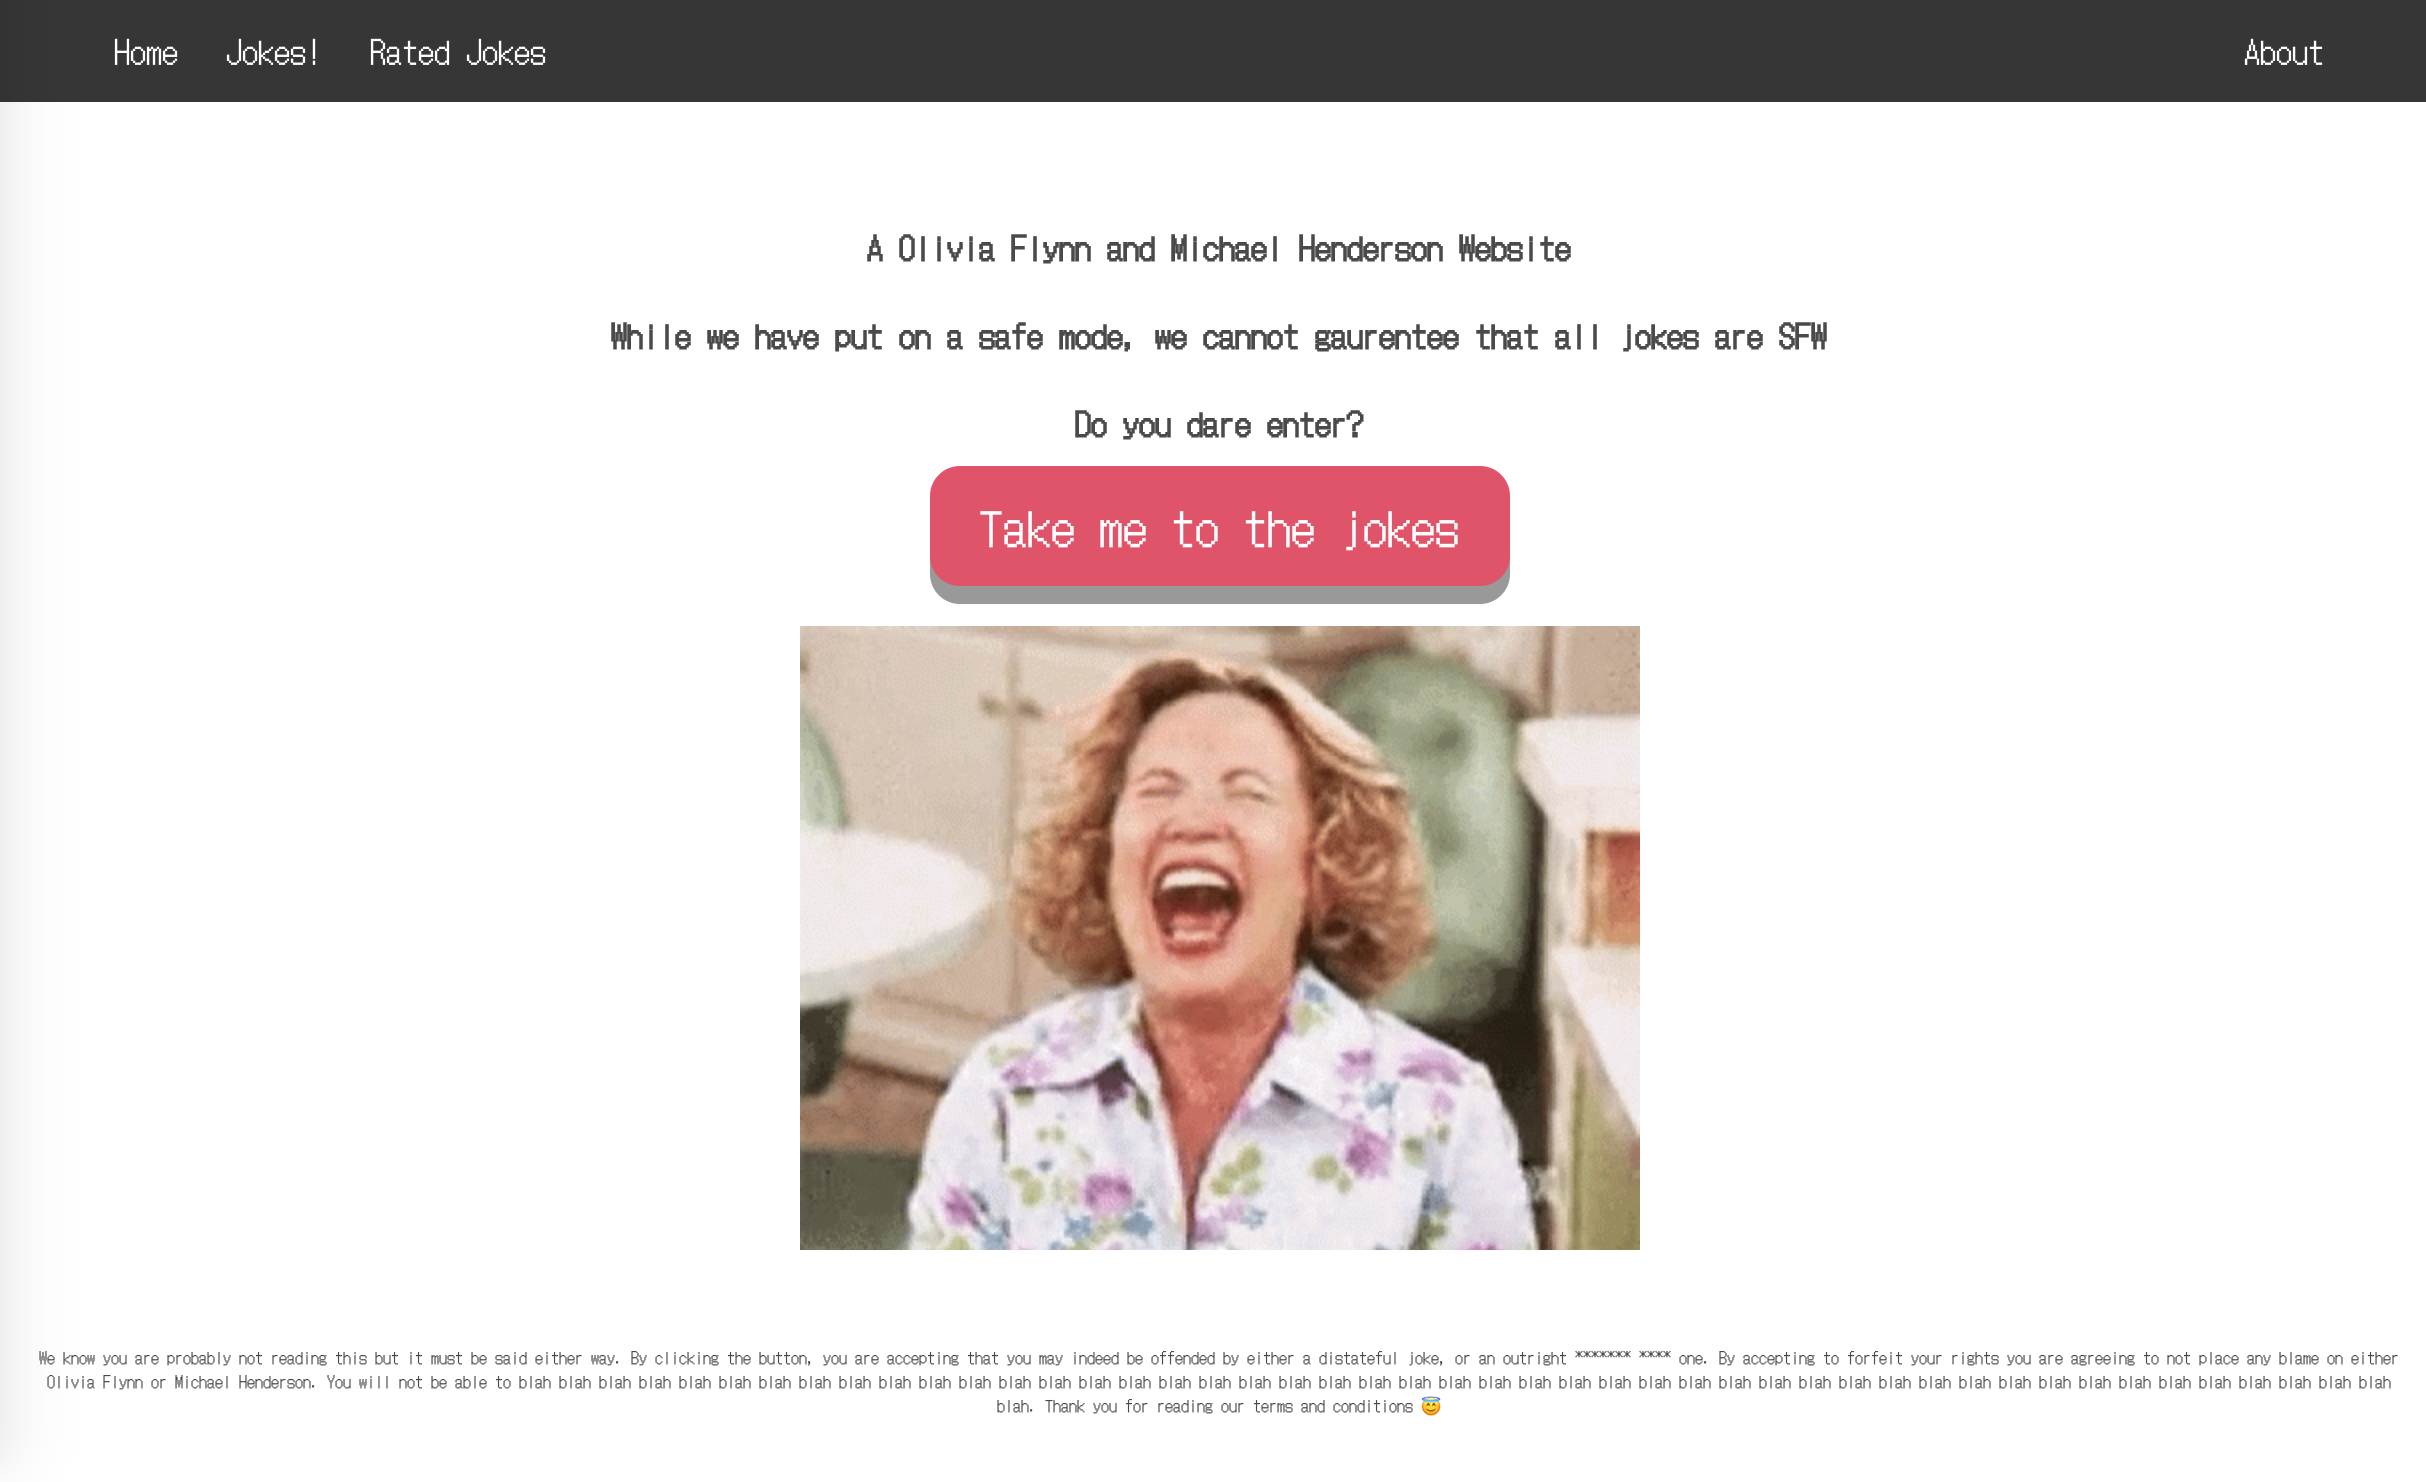 Home Jokes! Rated Jokes About
A Olivia Flynn and Michael Henderson Website
While we have put on a safe mode, we cannot gaurentee that all jokes are SFW
Do you dare enter?
Take me to the jokes
We know you are probably not reading this but it must be said either way. By clicking the button, you are accepting that you may indeed be offended by either a distateful joke, or an outright ******* **** one. By accepting to forfeit your rights you are agreeing to not place any blame on either
Olivia Flynn or Michael Henderson. You will not be able to blah blah blah blah blah blah blah blah blah blah blah blah blah blah blah blah blah blah blah blah blah blah blah blah blah blah blah blah blah blah blah blah blah blah blah blah blah blah blah blah blah blah blah blah blah blah blah
blah. Thank you for reading our terms and conditions 😇